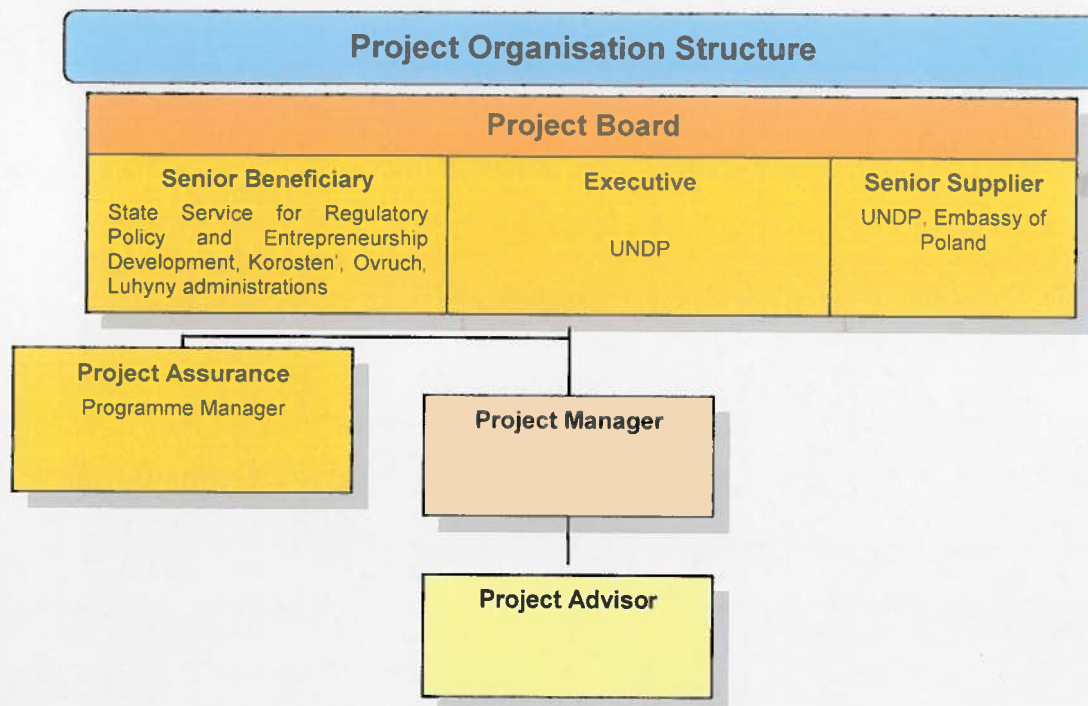 Project Organisation Structure
Project Board
Senior Beneficiary
State Service for Regulatory
Policy and Entrepreneurship
Development, Korosten', Ovruch,
Luhyny administrations
Executive
UNDP
Senior Supplier
UNDP, Embassy of
Poland
Project Assurance
Programme Manager
Project Manager
Project Advisor